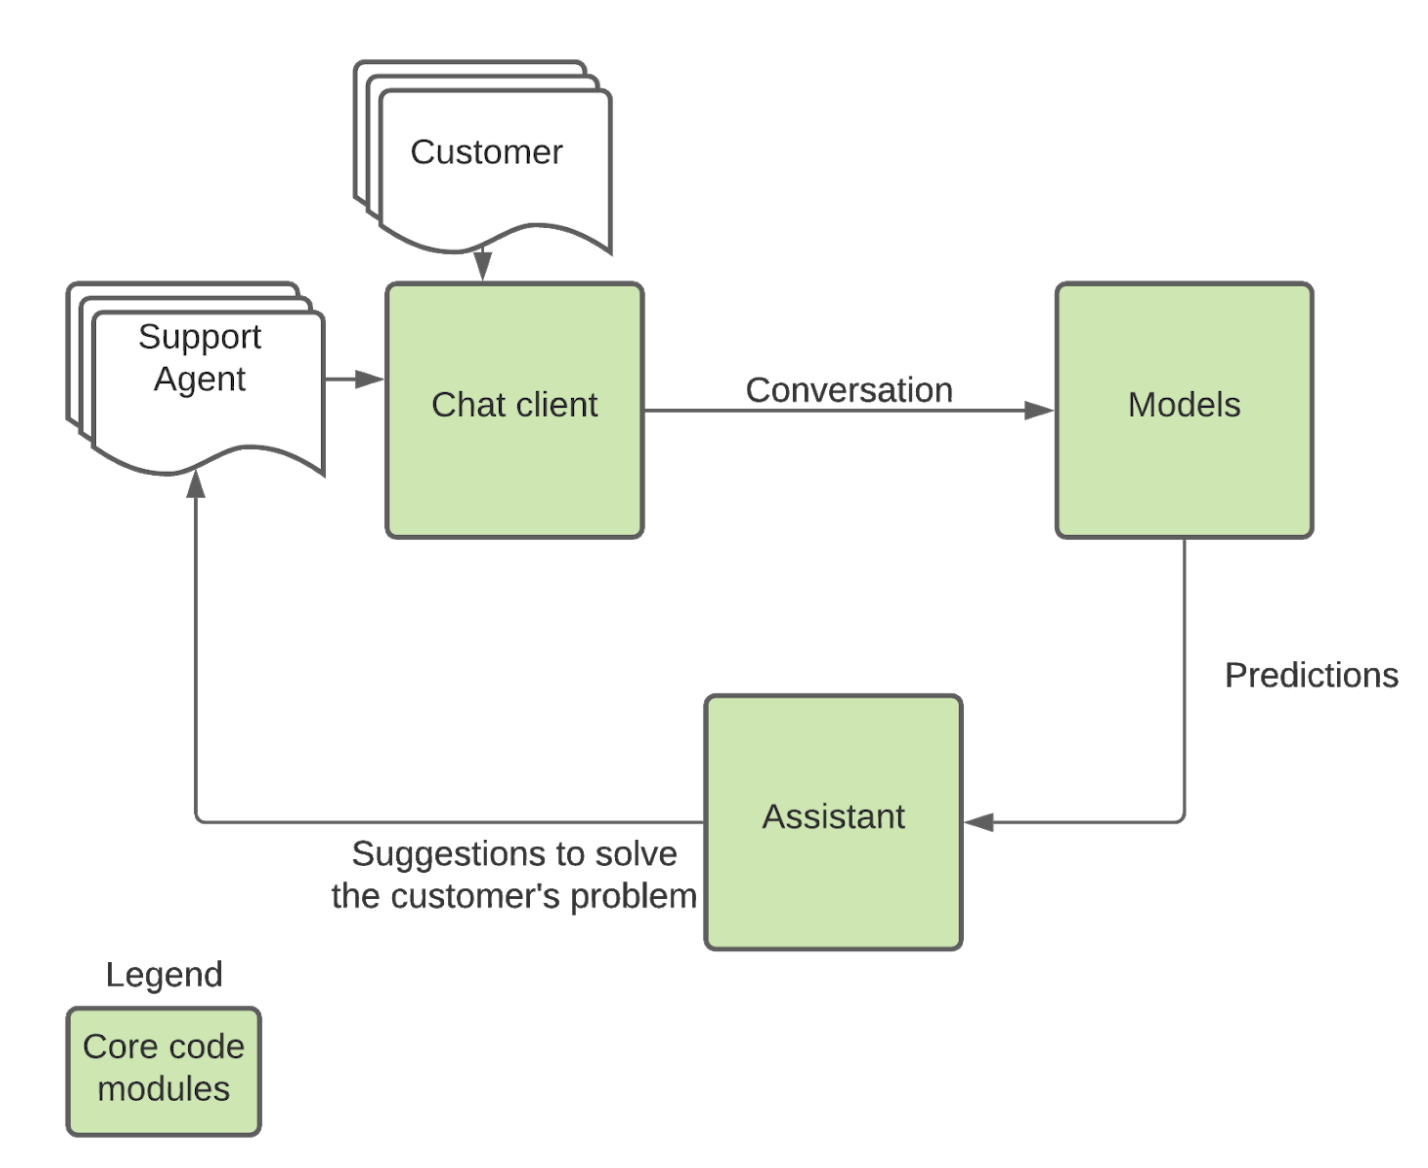 Customer
Support
Agent
Chat client
Conversation
Models
Predictions
Assistant
Suggestions to solve
the customer's problem
Legend
Core code
modules